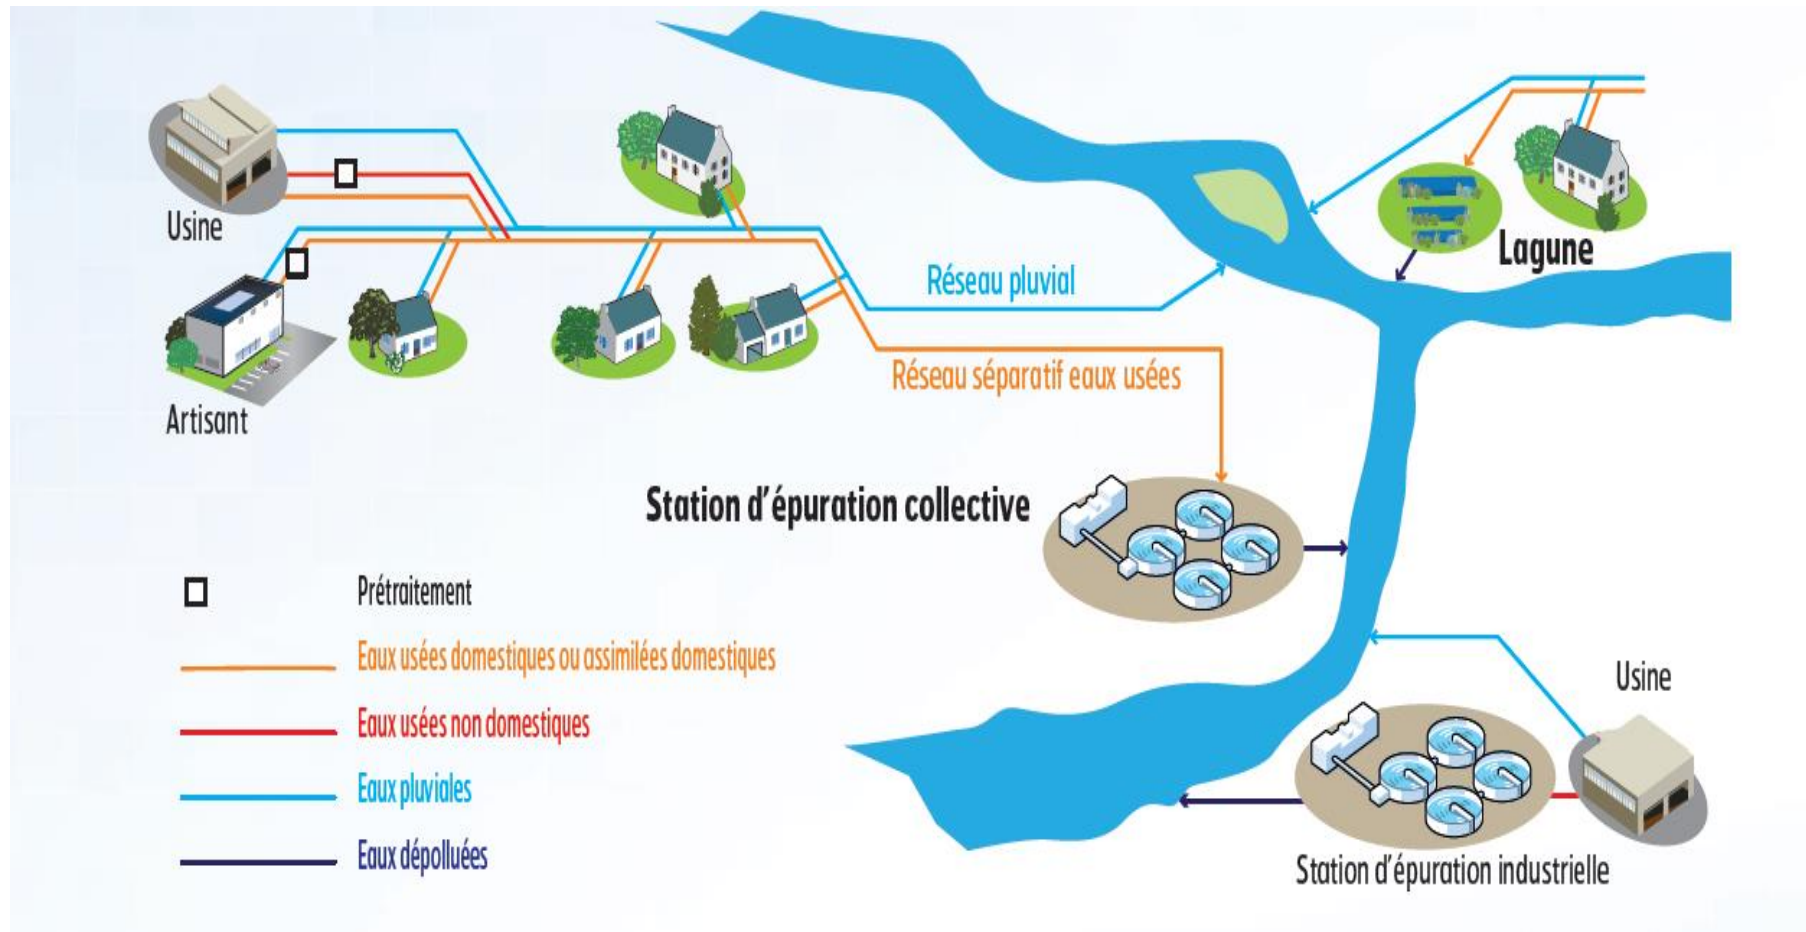 Usine
Artisant
Réseau pluvial
Lagune
Réseau séparatif eaux usées
Station d'épuration collective
Prétraitement
Eaux usées domestiques ou assimilées domestiques
Eaux usées non domestiques
Eaux pluviales
Eaux dépolluées
Usine
Station d'épuration industrielle